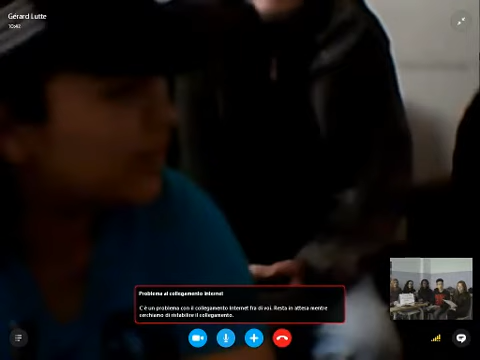 Gérard Lutte
10:42
Problema al collegamento Internet
C'è un problema con il collegamento Internet fra di voi. Resta in attesa mentre
cerchiamo di ristabilire il collegamento.